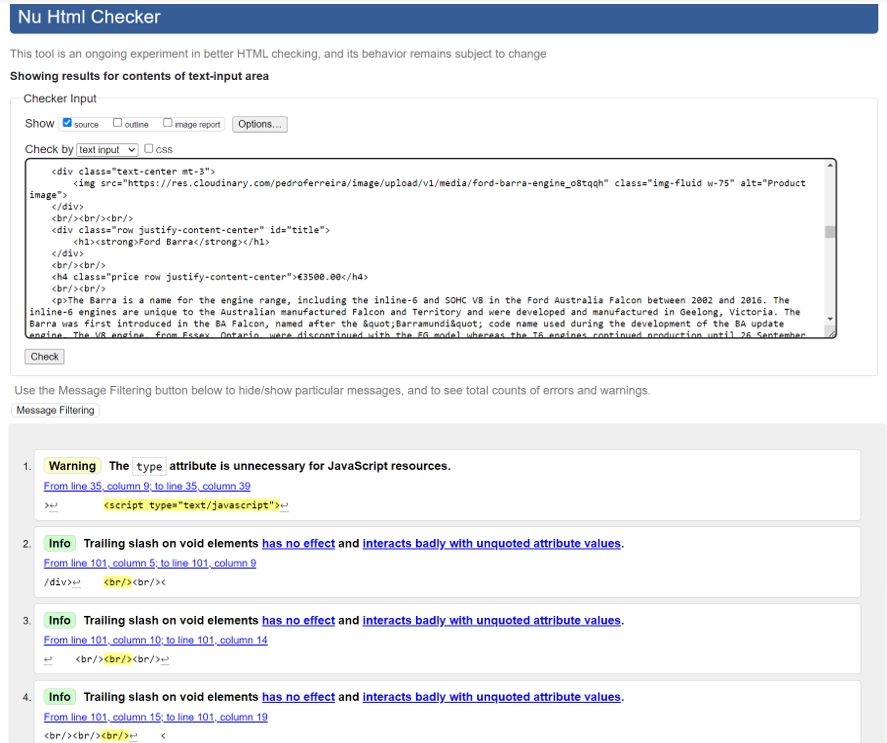 Nu Html Checker
This tool is an ongoing experiment in better HTML checking, and its behavior remains subject to change
Showing results for contents of text-input area
Checker Input
Show source outline image report Options...
Check by text input css
<div class="text-center mt-3">
<img src="https://res.cloudinary.com/pedroferreira/image/upload/v1/media/ford-barra-engine_o8tqqh" class="img-fluid w-75" alt="Product
image">
</div>
<br/><br/><br/>
<div class="row justify-content-center" id="title">
<h1><strong>Ford Barra</strong></h1>
</div>
<br/><br/>
<h4 class="price row justify-content-center">€3500.00</h4>
<br/><br/>
<p>The Barra is a name for the engine range, including the inline-6 and SOHC V8 in the Ford Australia Falcon between 2002 and 2016. The
inline-6 engines are unique to the Australian manufactured Falcon and Territory and were developed and manufactured in Geelong, Victoria. The
Barra was first introduced in the BA Falcon, named after the &quot;Barramundi&quot; code name used during the development of the BA update
engine. The V8 engine, from Essex, Ontario, were discontinued with the FG model whereas the I6 engines continued production until 26 September
Check
Use the Message Filtering button below to hide/show particular messages, and to see total counts of errors and warnings.
Message Filtering
1. Warning The type attribute is unnecessary for JavaScript resources.
From line 35, column 9; to line 35, column 39
>↩ <script type="text/javascript">↩
2. Info Trailing slash on void elements has no effect and interacts badly with unquoted attribute values.
From line 101, column 5; to line 101, column 9
/div>↩ <br/><br/><
3. Info Trailing slash on void elements has no effect and interacts badly with unquoted attribute values.
From line 101, column 10; to line 101, column 14
↩ <br/><br/><br/>↩
4. Info Trailing slash on void elements has no effect and interacts badly with unquoted attribute values.
From line 101, column 15; to line 101, column 19
<br/><br/><br/>↩ <